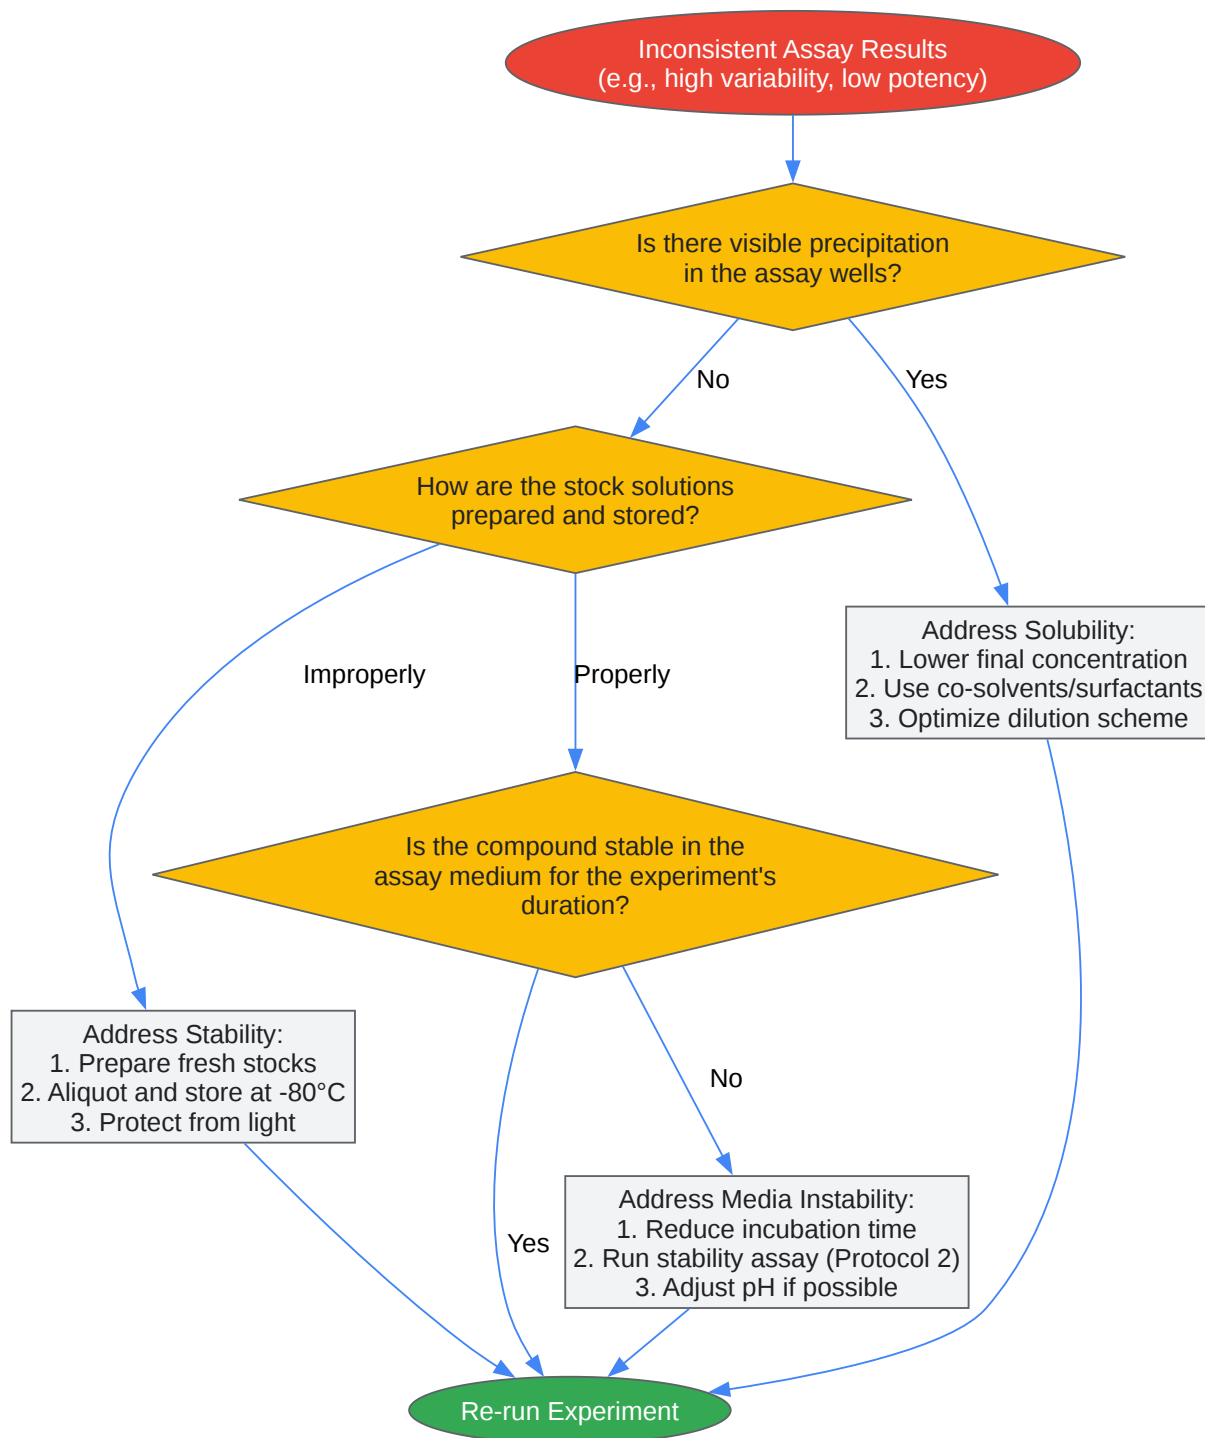 Inconsistent Assay Results
(e.g., high variability, low potency)
Is there visible precipitation
in the assay wells?
No
Yes
How are the stock solutions
prepared and stored?
Address Solubility:
1. Lower final concentration
2. Use co-solvents/surfactants
3. Optimize dilution scheme
Improperly
Properly
Is the compound stable in the
assay medium for the experiment's
duration?
Address Stability:
1. Prepare fresh stocks
2. Aliquot and store at -80°C
3. Protect from light
No
Yes
Address Media Instability:
1. Reduce incubation time
2. Run stability assay (Protocol 2)
3. Adjust pH if possible
Re-run Experiment